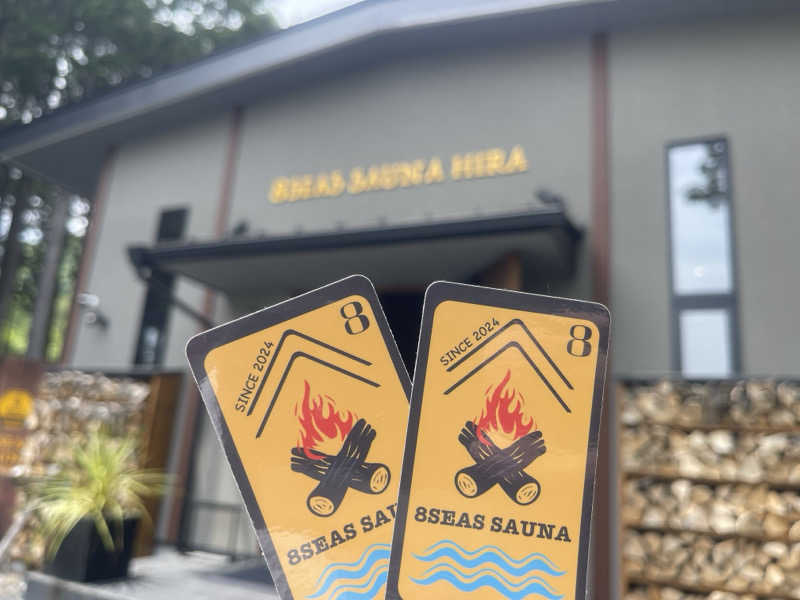 8SEAS SAUNA HIRA
8
SINCE 2024
8SEAS SAU
8
SINCE 2024
8SEAS SAUNA